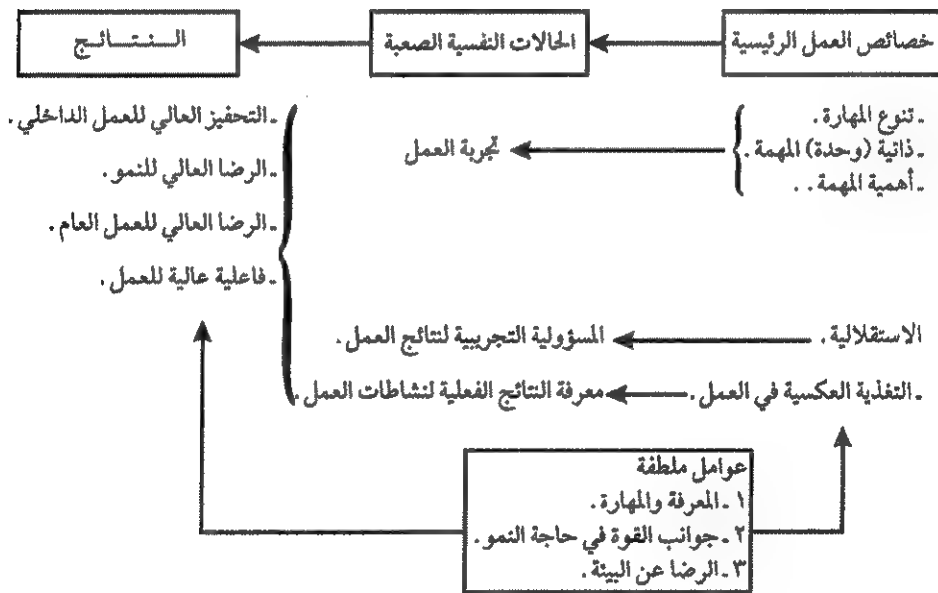 خصائص العمل الرئيسية
الحالات النفسية الصعبة
الـنـتـائـج
ـ تنوع المهارة .
ـ ذاتية (وحدة) المهمة .
ـ أهمية المهمة . .
تجربة العمل
ـ التحفيز العالي للعمل الداخلي .
ـ الرضا العالي للنمو .
ـ الرضا العالي للعمل العام .
ـ فاعلية عالية للعمل .
الاستقلالية .
المسؤولية التجريبية لنتائج العمل .
ـ التغذية العكسية في العمل .
معرفة النتائج الفعلية لنشاطات العمل .
عوامل ملطفة
١ ـ المعرفة والمهارة .
٢ ـ جوانب القوة في حاجة النمو .
٣ ـ الرضا عن البيئة .